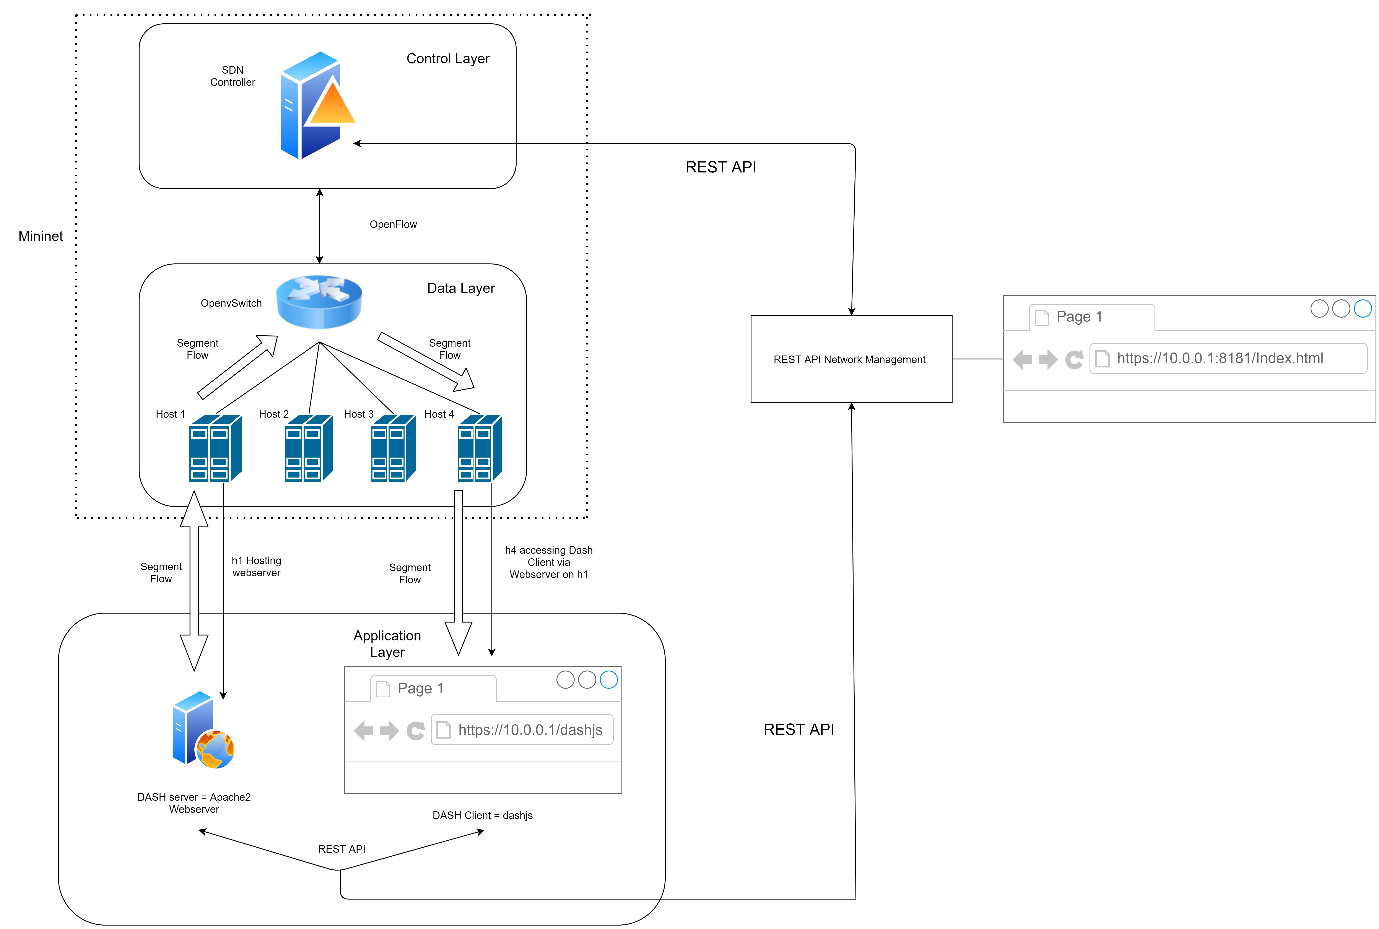 Control Layer
SDN
Controller
REST API
OpenFlow
Mininet
Data Layer
OpenvSwitch
Segment
Flow
Segment
Flow
Host 1
Host 2
Host 3
Host 4
REST API Network Management
Page 1
https://10.0.0.1:8181/Index.html
Segment
Flow
h1 Hosting
webserver
Segment
Flow
h4 accessing Dash
Client via
Webserver on h1
Application
Layer
Page 1
https://10.0.0.1/dashjs
REST API
DASH server = Apache2
Webserver
DASH Client = dashjs
REST API